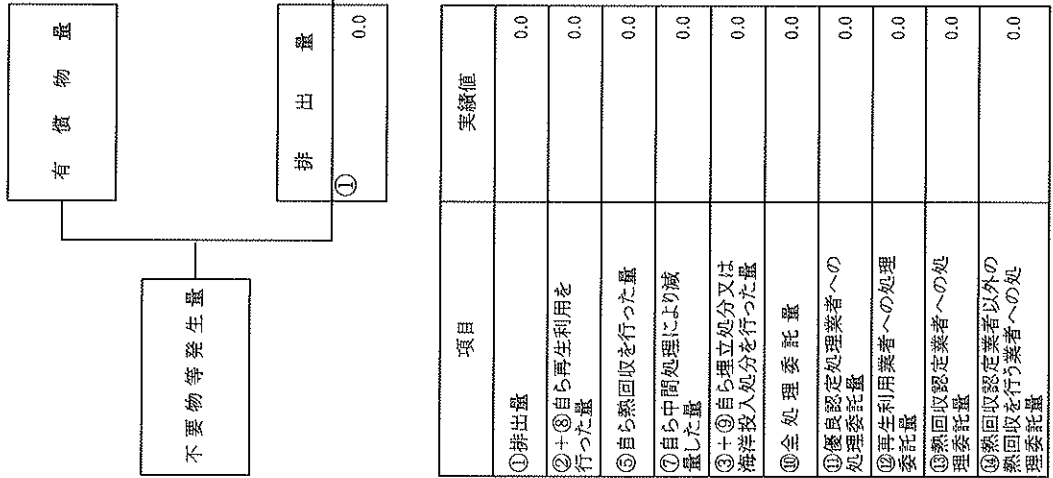 不要物等発生量
有償物量
排出量
①
0.0
項目 実績値
①排出量 0.0
②+⑧自ら再生利用を
行った量 0.0
⑤自ら熱回収を行った量 0.0
⑦自ら中間処理により減
量した量 0.0
③+⑨自ら埋立処分又は
海洋投入処分を行った量 0.0
⑩全処理委託量 0.0
⑪優良認定処理業者への
処理委託量 0.0
⑫再生利用業者への処理
委託量 0.0
⑬熱回収認定業者への処
理委託量 0.0
⑭熱回収認定業者以外の
熱回収を行う業者への処
理委託量 0.0